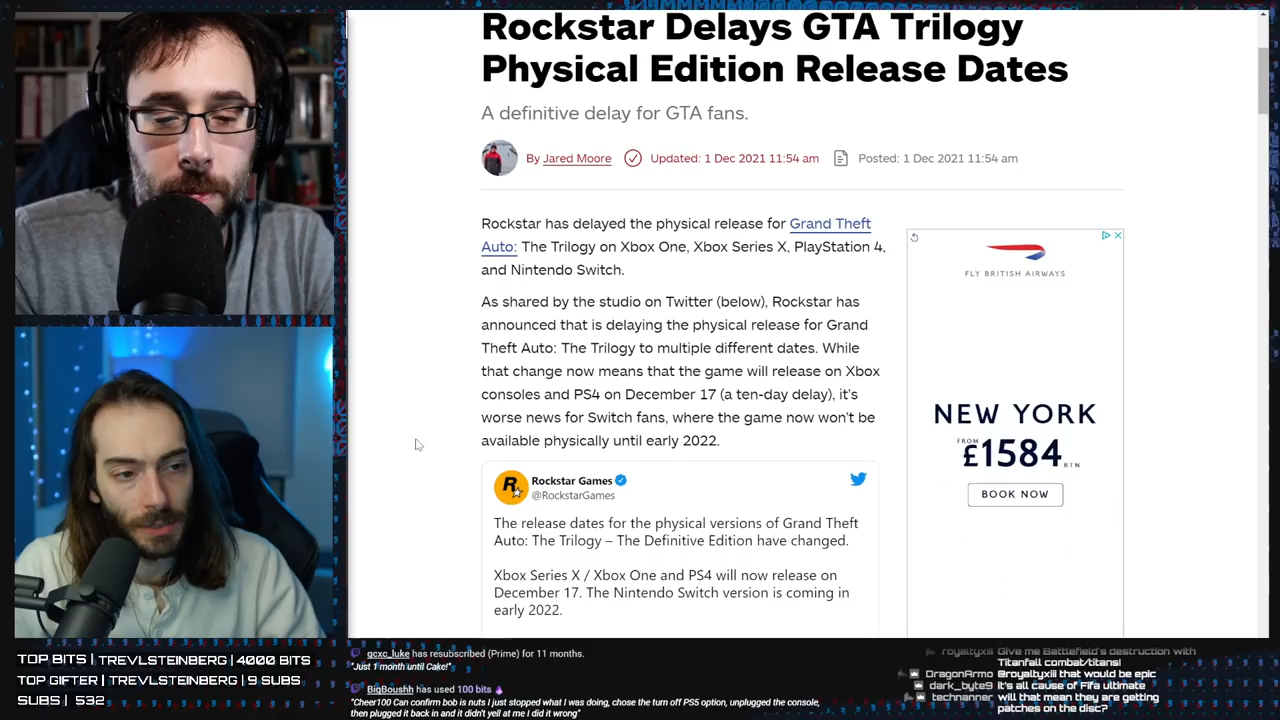 Rockstar Delays GTA Trilogy
Physical Edition Release Dates
A definitive delay for GTA fans.
By Jared Moore
Updated: 1 Dec 2021 11:54 am
Posted: 1 Dec 2021 11:54 am
Rockstar has delayed the physical release for Grand Theft
Auto: The Trilogy on Xbox One, Xbox Series X, PlayStation 4,
and Nintendo Switch.
As shared by the studio on Twitter (below), Rockstar has
announced that is delaying the physical release for Grand
Theft Auto: The Trilogy to multiple different dates. While
that change now means that the game will release on Xbox
consoles and PS4 on December 17 (a ten-day delay), it's
worse news for Switch fans, where the game now won't be
available physically until early 2022.
Rockstar Games
@RockstarGames
The release dates for the physical versions of Grand Theft
Auto: The Trilogy – The Definitive Edition have changed.
Xbox Series X / Xbox One and PS4 will now release on
December 17. The Nintendo Switch version is coming in
early 2022.
FLY BRITISH AIRWAYS
NEW YORK
FROM £1584 RTN
BOOK NOW
TOP BITS | TREVLSTEINBERG | 4000 BITS
TOP GIFTER | TREVLSTEINBERG | 9 SUBS
SUBS | 532
gcxc_luke has resubscribed (Prime) for 11 months.
"Just 1 month until Cake!"
BigBoushh has used 100 bits
"Cheer100 Can confirm bob is nuts I just stopped what I was doing, chose the turn off PS5 option, unplugged the console,
then plugged it back in and it didn't yell at me I did it wrong"
royaltyxiii Give me Battlefield's destruction with
Titanfall combat/titans!
DragonArmo @royaltyxiii that would be epic
dark_byte9 it's all cause of Fifa ultimate
technanner will that mean they are getting
patches on the disc?